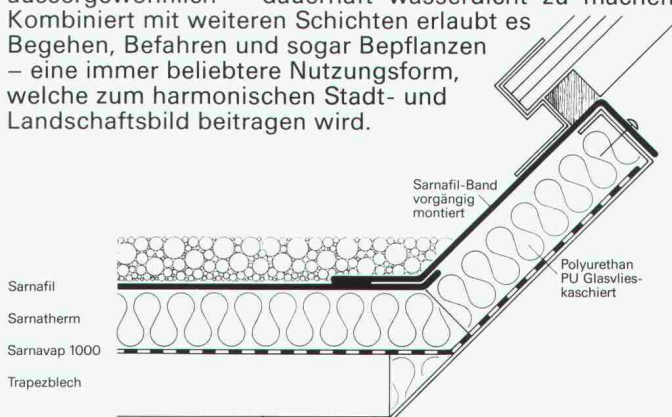 Kombiniert mit weiteren Schichten erlaubt es
Begehen, Befahren und sogar Bepflanzen
– eine immer beliebtere Nutzungsform,
welche zum harmonischen Stadt- und
Landschaftsbild beitragen wird.
Sarnafil-Band
vorgängig
montiert
Polyurethan
PU Glasvlies-
kaschiert
Sarnafil
Sarnatherm
Sarnavap 1000
Trapezblech